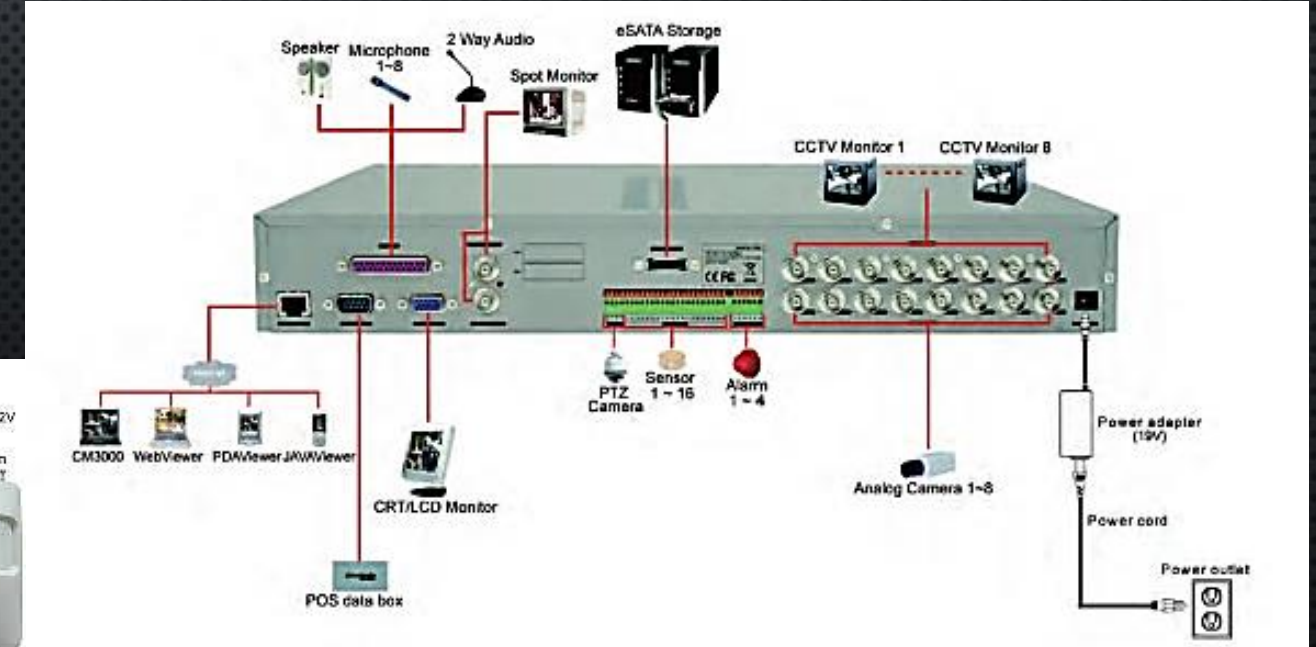 Speaker
Microphone
1~8
2 Way Audio
Spot Monitor
eSATA Storage
CCTV Monitor 1
CCTV Monitor 8
PTZ
Camera
Sensor
1 ~ 16
Alarm
1 ~ 4
CM3000
WebViewer
PDAViewer
JAVAViewer
CRT/LCD Monitor
POS data box
Analog Camera 1~8
Power adapter
(19V)
Power cord
Power outlet
2V